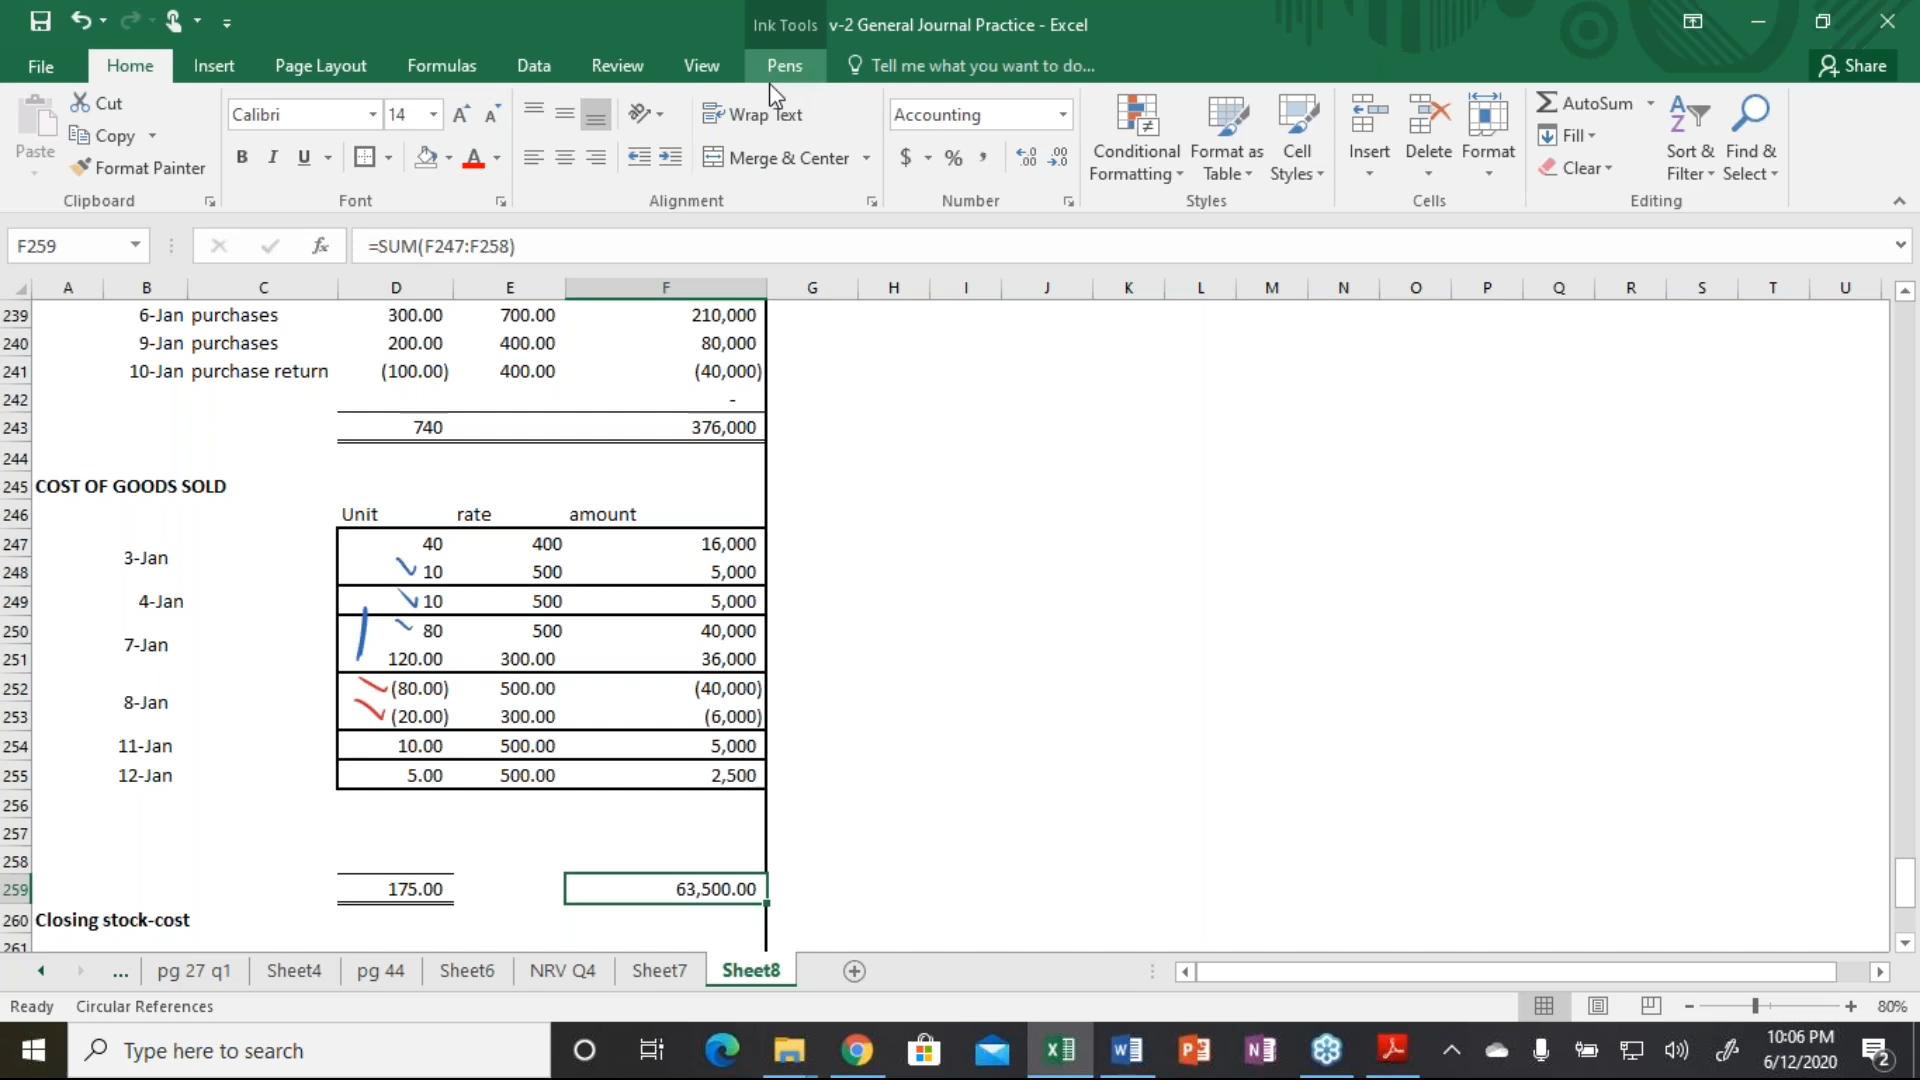 Ink Tools v-2 General Journal Practice - Excel
File Home Insert Page Layout Formulas Data Review View Pens Tell me what you want to do... Share
Cut Calibri 14 Wrap Text Accounting AutoSum
Paste Copy Conditional Format as Cell Insert Delete Format Fill Sort & Find &
Format Painter B I U A Merge & Center $ % , .00 .0 Formatting Table Styles Clear Filter Select
Clipboard Font Alignment Number Styles Cells Editing
F259 fx =SUM(F247:F258)
A B C D E F G H I J K L M N O P Q R S T U
239 6-Jan purchases 300.00 700.00 210,000
240 9-Jan purchases 200.00 400.00 80,000
241 10-Jan purchase return (100.00) 400.00 (40,000)
242 -
243 740 376,000
244
245 COST OF GOODS SOLD
246 Unit rate amount
247 40 400 16,000
3-Jan
248 10 500 5,000
249 4-Jan 10 500 5,000
250 80 500 40,000
7-Jan
251 120.00 300.00 36,000
252 (80.00) 500.00 (40,000)
8-Jan
253 (20.00) 300.00 (6,000)
254 11-Jan 10.00 500.00 5,000
255 12-Jan 5.00 500.00 2,500
256
257
258
259 175.00 63,500.00
260 Closing stock-cost
261
... pg 27 q1 Sheet4 pg 44 Sheet6 NRV Q4 Sheet7 Sheet8
Ready Circular References 80%
Type here to search
10:06 PM
6/12/2020 2